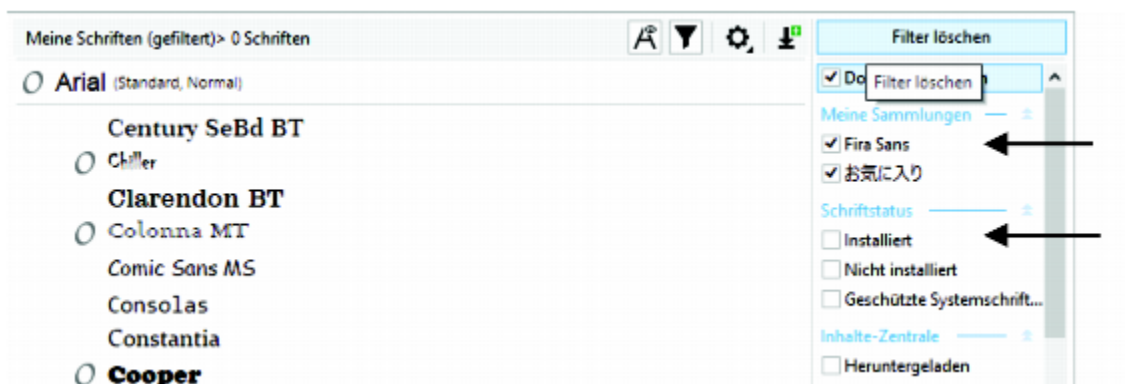 Meine Schriften (gefiltert)> 0 Schriften
Filter löschen
Arial (Standard, Normal)
Filter löschen
Meine Sammlungen
Century SeBd BT
Fira Sans
Chiller
お気に入り
Clarendon BT
Schriftstatus
Colonna MT
Installiert
Comic Sans MS
Nicht installiert
Consolas
Geschützte Systemschrift...
Constantia
Inhalte-Zentrale
Cooper
Heruntergeladen